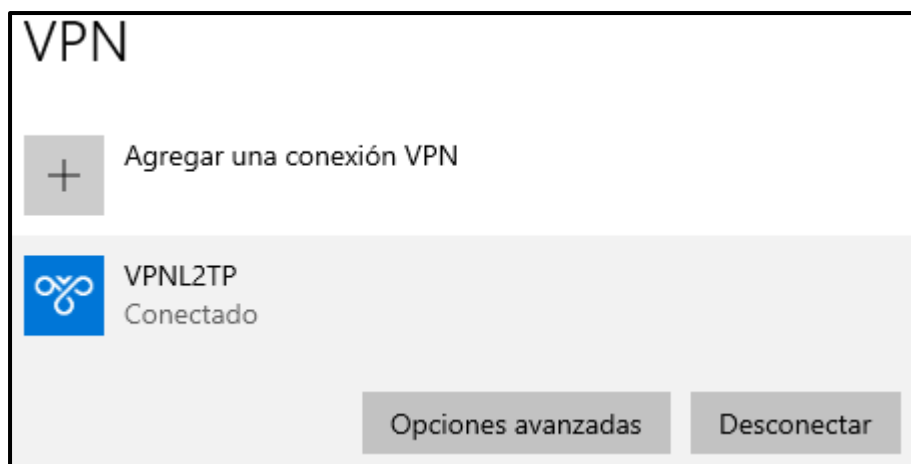 VPN
Agregar una conexión VPN
VPNL2TP
Conectado
Opciones avanzadas
Desconectar